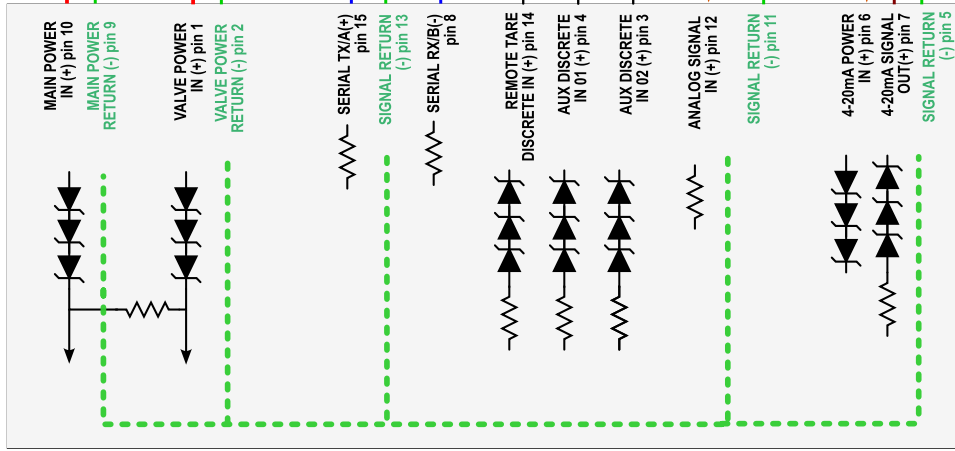 MAIN POWER
IN (+) pin 10
MAIN POWER
RETURN (-) pin 9
VALVE POWER
IN (+) pin 1
VALVE POWER
RETURN (-) pin 2
SERIAL TX/A(+)
pin 15
SIGNAL RETURN
(-) pin 13
SERIAL RX/B(-)
pin 8
REMOTE TARE
DISCRETE IN (+) pin 14
AUX DISCRETE
IN 01 (+) pin 4
AUX DISCRETE
IN 02 (+) pin 3
ANALOG SIGNAL
IN (+) pin 12
SIGNAL RETURN
(-) pin 11
4-20mA POWER
IN (+) pin 6
4-20mA SIGNAL
OUT(+) pin 7
SIGNAL RETURN
(-) pin 5